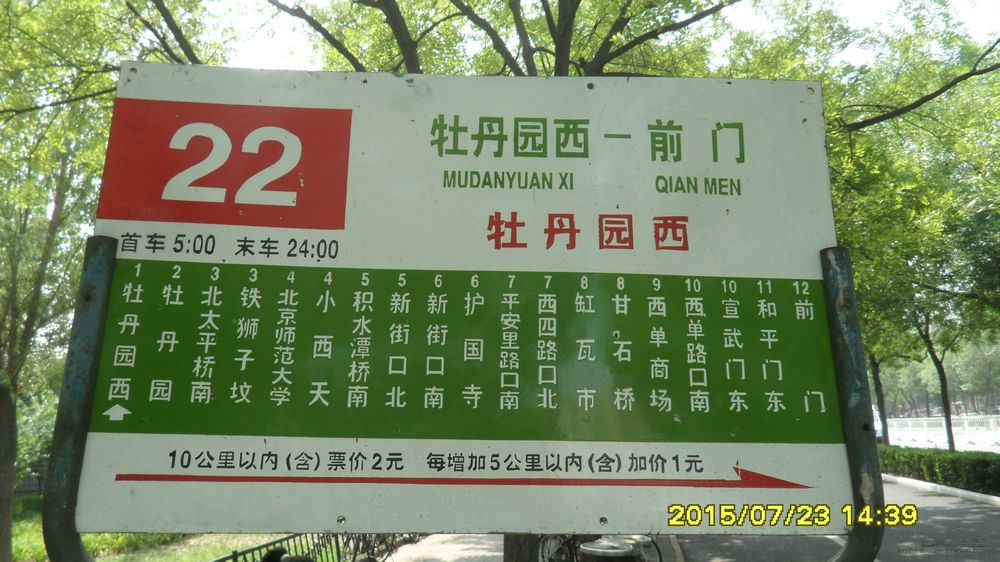 22
牡丹园西－前门
MUDANYUAN XI QIAN MEN
牡丹园西
首车 5:00 末车 24:00
1 牡丹园西
2 牡丹园
3 北太平桥南
3 铁狮子坟
4 北京师范大学
4 小西天
5 积水潭桥南
5 新街口北
6 新街口南
6 护国寺
7 平安里路口南
7 西四路口北
8 缸瓦市
8 甘石桥
9 西单商场
10 西单路口南
10 宣武门东
11 和平门东
12 前门
10公里以内(含)票价2元 每增加5公里以内(含)加价1元
2015/07/23 14:39